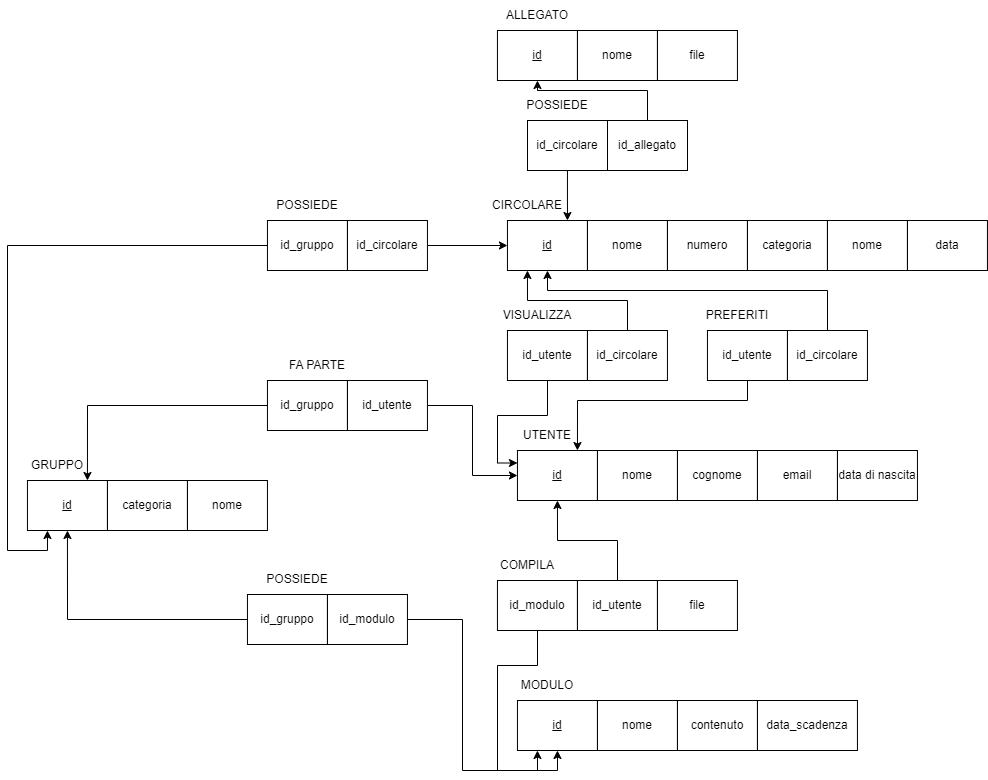 ALLEGATO
id nome file
POSSIEDE
id_circolare id_allegato
POSSIEDE
CIRCOLARE
id_gruppo id_circolare
id nome numero categoria nome data
VISUALIZZA
PREFERITI
id_utente id_circolare
id_utente id_circolare
FA PARTE
id_gruppo id_utente
UTENTE
id nome cognome email data di nascita
GRUPPO
id categoria nome
COMPILA
id_modulo id_utente file
POSSIEDE
id_gruppo id_modulo
MODULO
id nome contenuto data_scadenza